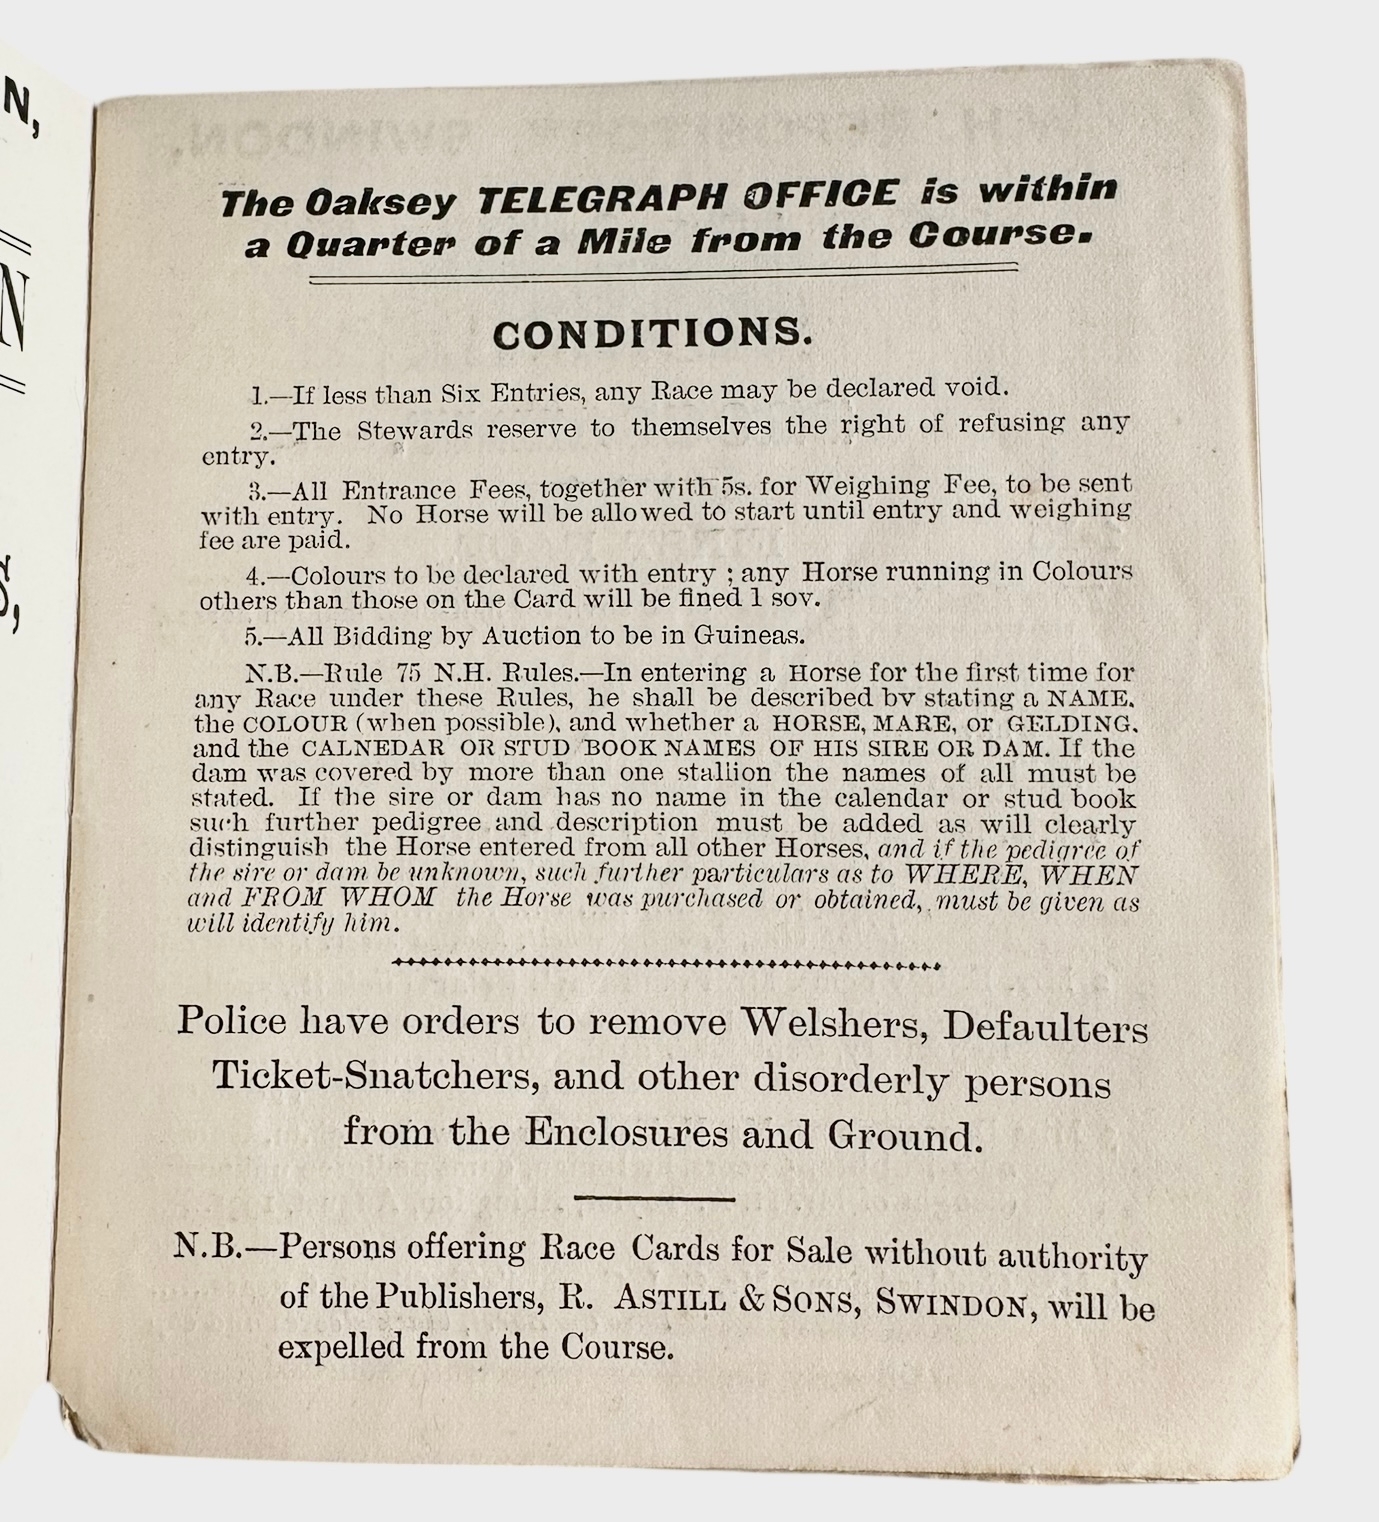 The Oaksey TELEGRAPH OFFICE is within
a Quarter of a Mile from the Course.
CONDITIONS.
1.—If less than Six Entries, any Race may be declared void.
2.—The Stewards reserve to themselves the right of refusing any
entry.
3.—All Entrance Fees, together with 5s. for Weighing Fee, to be sent
with entry. No Horse will be allowed to start until entry and weighing
fee are paid.
4.—Colours to be declared with entry ; any Horse running in Colours
others than those on the Card will be fined 1 sov.
5.—All Bidding by Auction to be in Guineas.
N.B.—Rule 75 N.H. Rules.—In entering a Horse for the first time for
any Race under these Rules, he shall be described by stating a NAME.
the COLOUR (when possible), and whether a HORSE, MARE, or GELDING.
and the CALNEDAR OR STUD BOOK NAMES OF HIS SIRE OR DAM. If the
dam was covered by more than one stallion the names of all must be
stated. If the sire or dam has no name in the calendar or stud book
such further pedigree and description must be added as will clearly
distinguish the Horse entered from all other Horses, and if the pedigree of
the sire or dam be unknown, such further particulars as to WHERE, WHEN
and FROM WHOM the Horse was purchased or obtained, must be given as
will identify him.
Police have orders to remove Welshers, Defaulters
Ticket-Snatchers, and other disorderly persons
from the Enclosures and Ground.
N.B.—Persons offering Race Cards for Sale without authority
of the Publishers, R. ASTILL & SONS, SWINDON, will be
expelled from the Course.